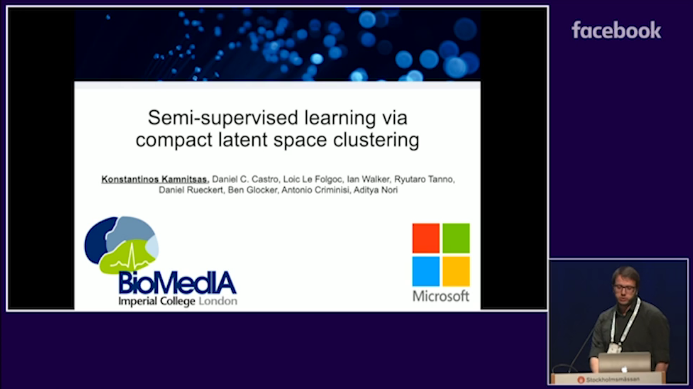 facebook
Semi-supervised learning via
compact latent space clustering
Konstantinos Kamnitsas, Daniel C. Castro, Loic Le Folgoc, Ian Walker, Ryutaro Tanno,
Daniel Rueckert, Ben Glocker, Antonio Criminisi, Aditya Nori
BioMedIA
Imperial College London
Microsoft
Stockholmsmässan